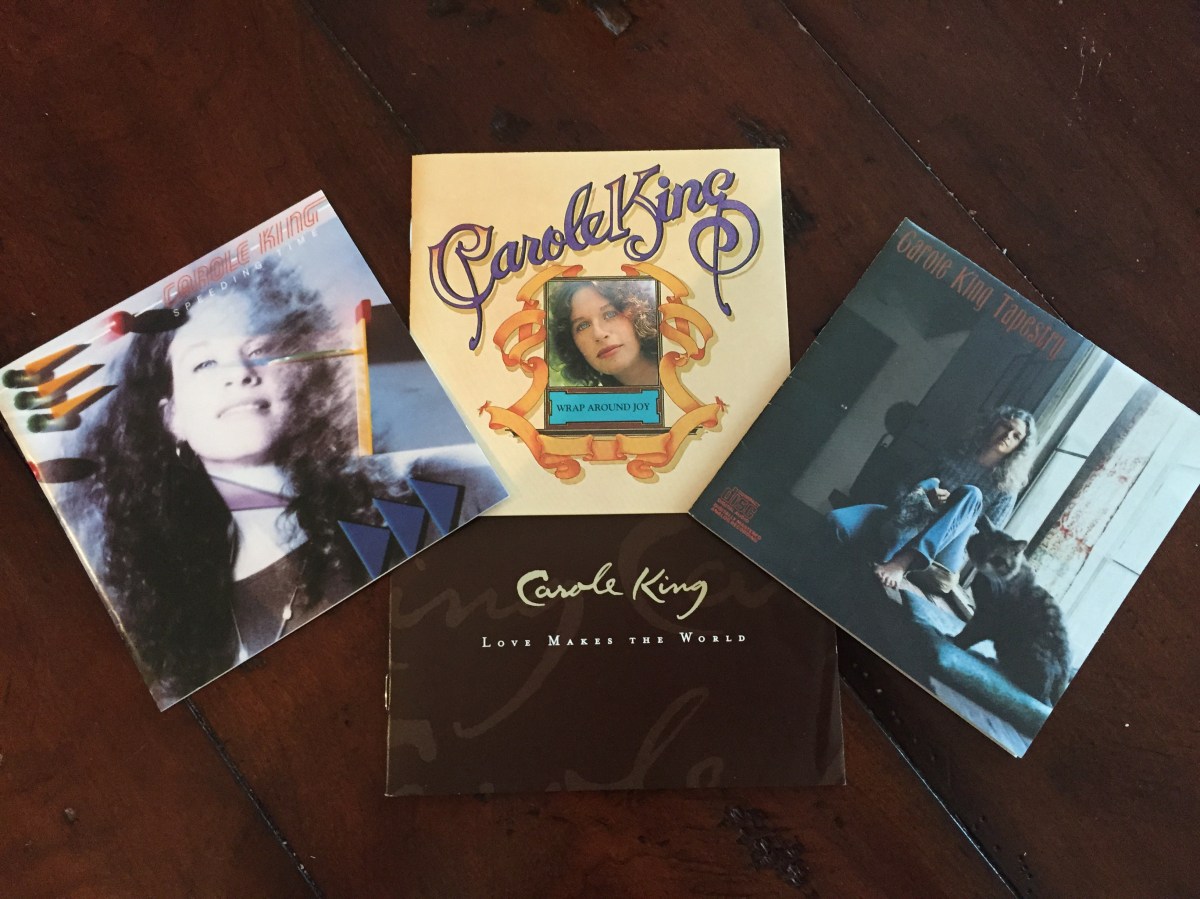 CAROLE KING
SPEEDING TIME
Carole King
WRAP AROUND JOY
Carole King Tapestry
Carole King
LOVE MAKES THE WORLD